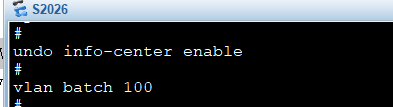 S2026
#
undo info-center enable
#
vlan batch 100
#